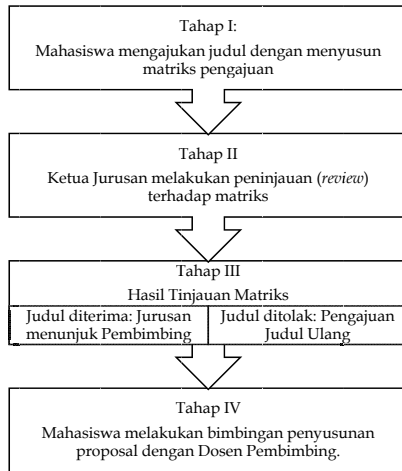 Tahap I:
Mahasiswa mengajukan judul dengan menyusun
matriks pengajuan
Tahap II
Ketua Jurusan melakukan peninjauan (review)
terhadap matriks
Tahap III
Hasil Tinjauan Matriks
Judul diterima: Jurusan
menunjuk Pembimbing
Judul ditolak: Pengajuan
Judul Ulang
Tahap IV
Mahasiswa melakukan bimbingan penyusunan
proposal dengan Dosen Pembimbing.